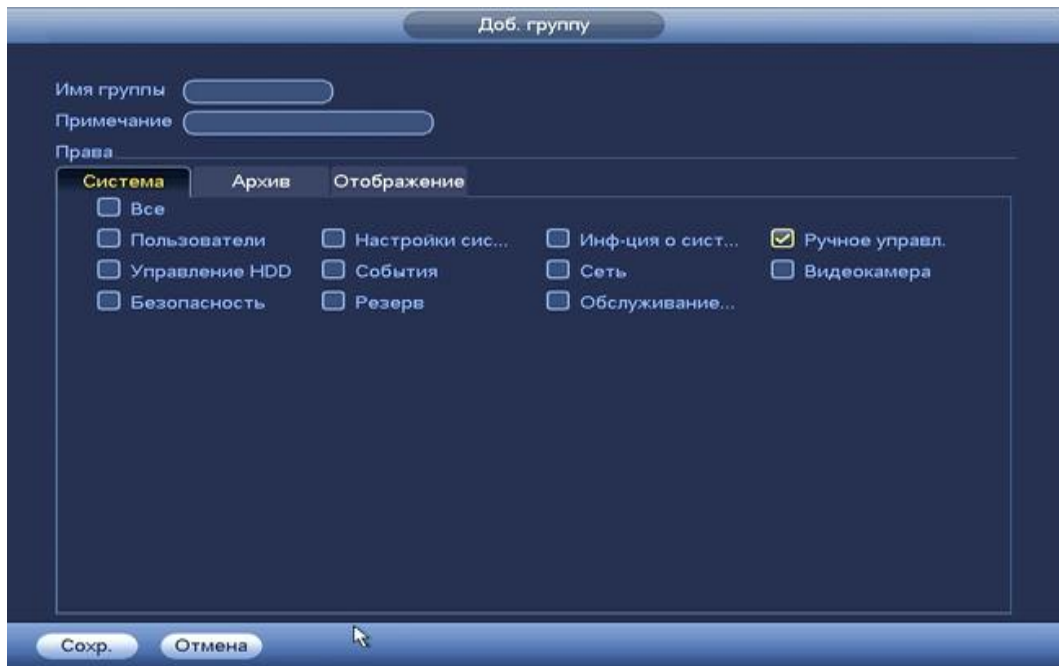 Доб. группу
Имя группы
Примечание
Права
Система Архив Отображение
Все
Пользователи Настройки сис... Инф-ция о сист... Ручное управл.
Управление HDD События Сеть Видеокамера
Безопасность Резерв Обслуживание...
Сохр. Отмена